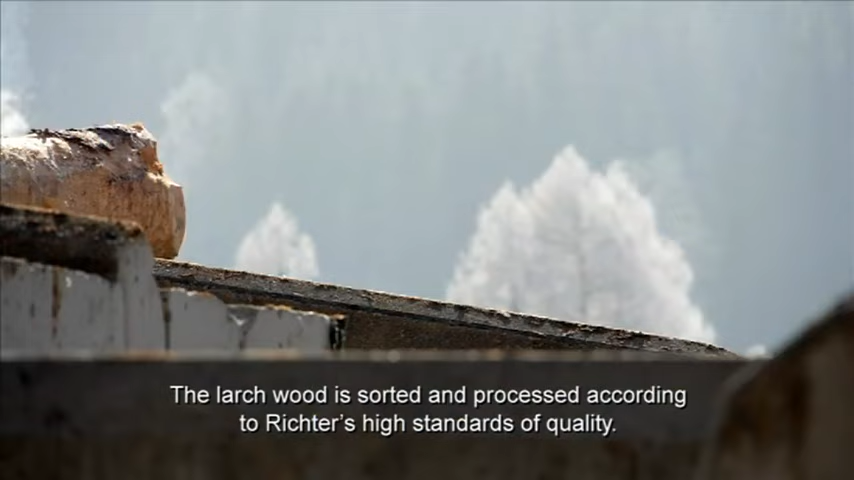 The larch wood is sorted and processed according
to Richter’s high standards of quality.